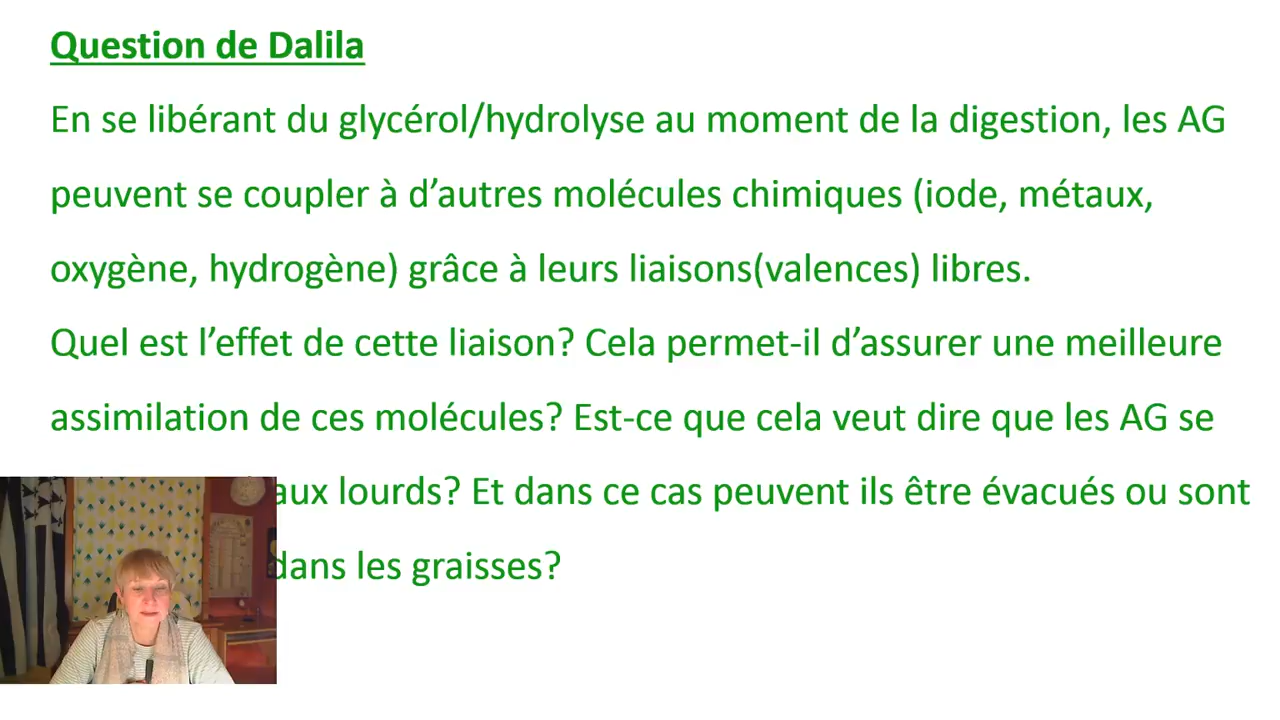 Question de Dalila
En se libérant du glycérol/hydrolyse au moment de la digestion, les AG
peuvent se coupler à d’autres molécules chimiques (iode, métaux,
oxygène, hydrogène) grâce à leurs liaisons(valences) libres.
Quel est l’effet de cette liaison? Cela permet-il d’assurer une meilleure
assimilation de ces molécules? Est-ce que cela veut dire que les AG se
lourds? Et dans ce cas peuvent ils être évacués ou sont
dans les graisses?